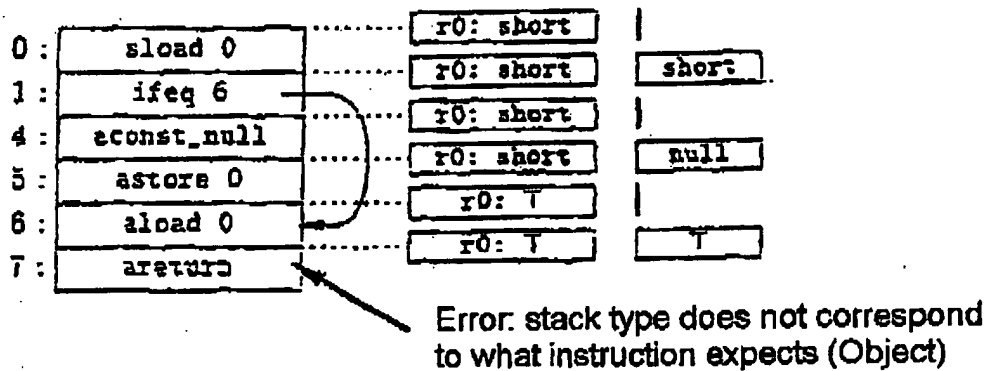 r0: short
0: sload 0
r0: short short
1: ifeq 6
r0: short
4: aconst_null
r0: short null
5: astore 0
r0: T
6: aload 0
r0: T T
7: areturn
Error: stack type does not correspond
to what instruction expects (Object)